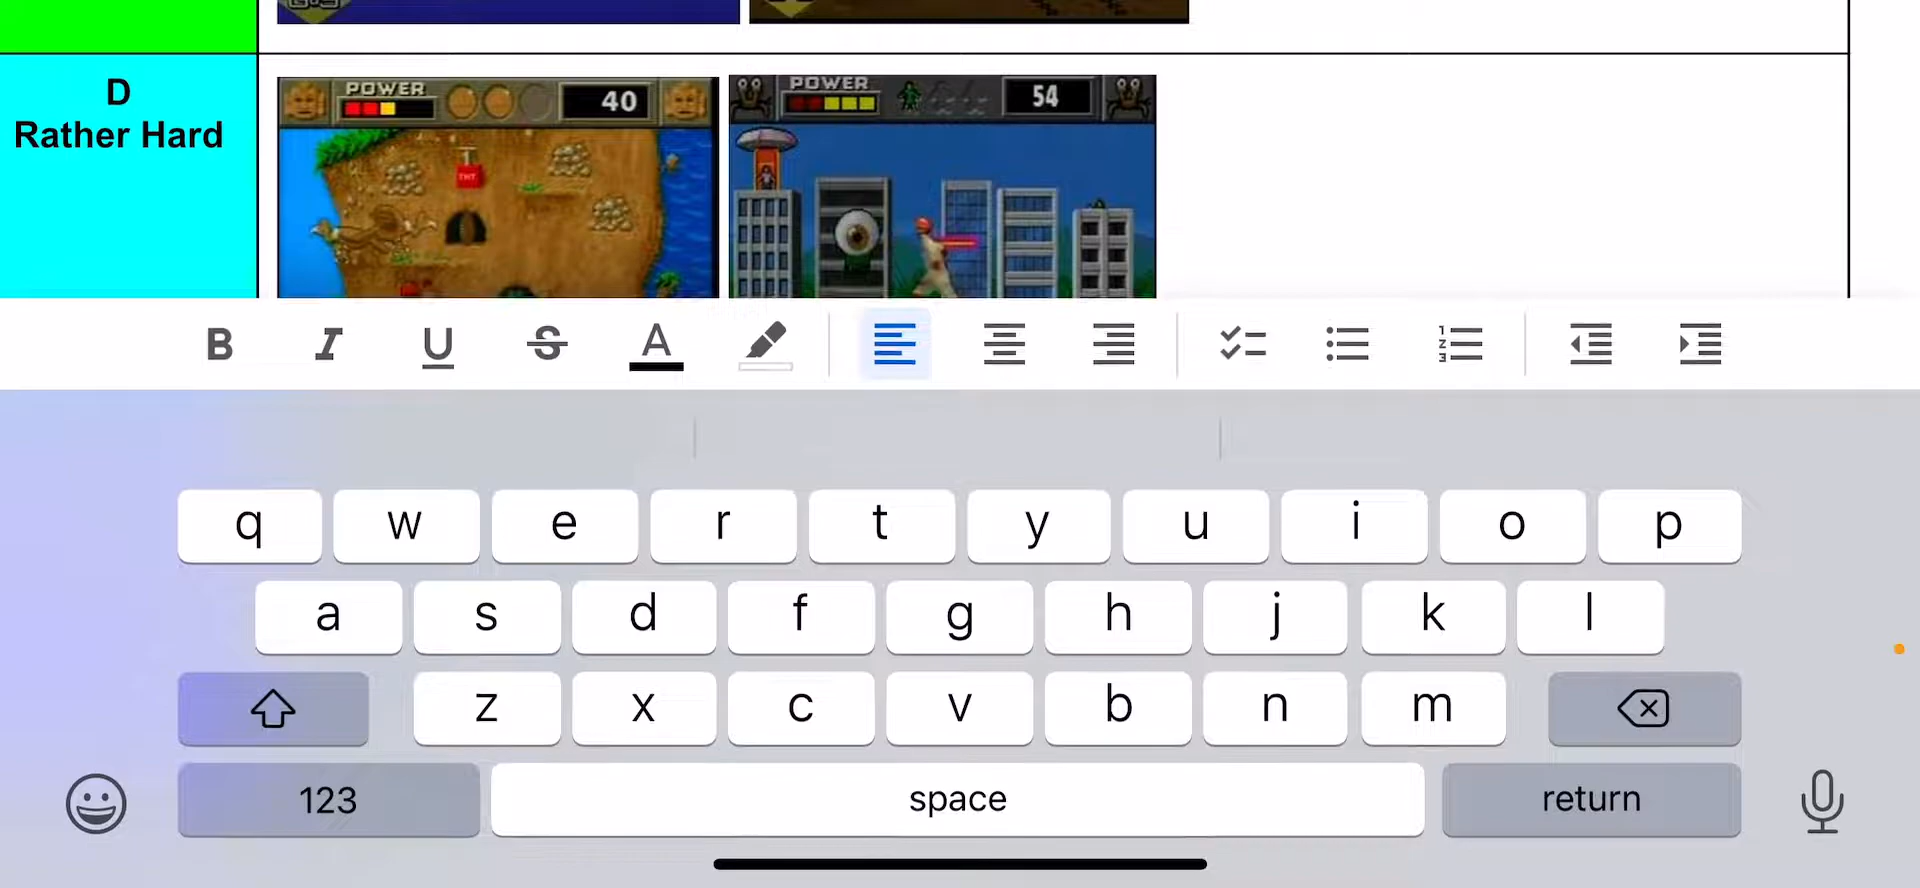 D
Rather Hard
POWER
40
TNT
POWER
54
B I U S A
q w e r t y u i o p
a s d f g h j k l
z x c v b n m
123 space return